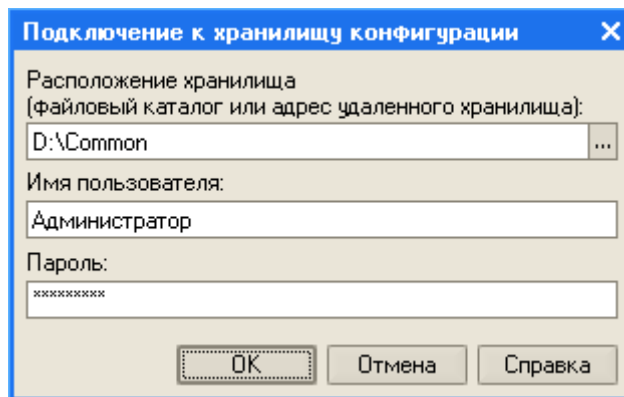 Подключение к хранилищу конфигурации
Расположение хранилища
(файловый каталог или адрес удаленного хранилища):
D:\Common
...
Имя пользователя:
Администратор
Пароль:
*********
OK Отмена Справка